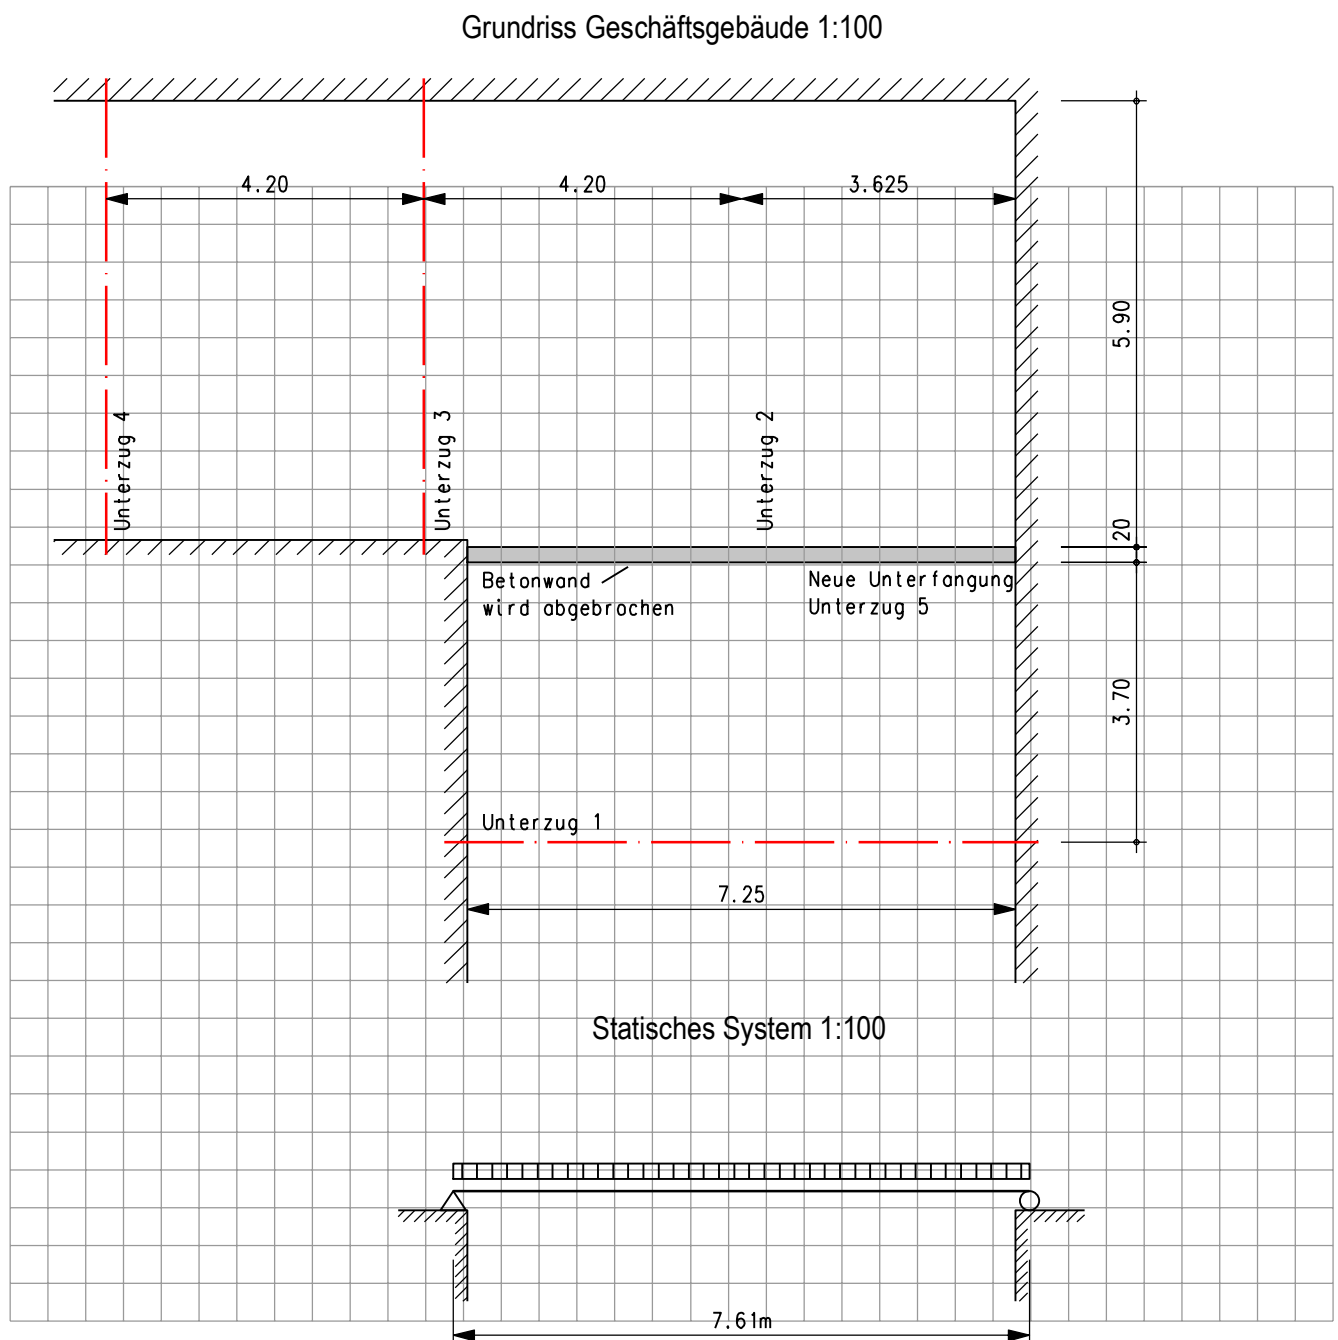 Grundriss Geschäftsgebäude 1:100
4.20
4.20
3.625
5.90
Unterzug 4
Unterzug 3
Unterzug 2
20
Betonwand
wird abgebrochen
Neue Unterfangung
Unterzug 5
3.70
Unterzug 1
7.25
Statisches System 1:100
7.61m